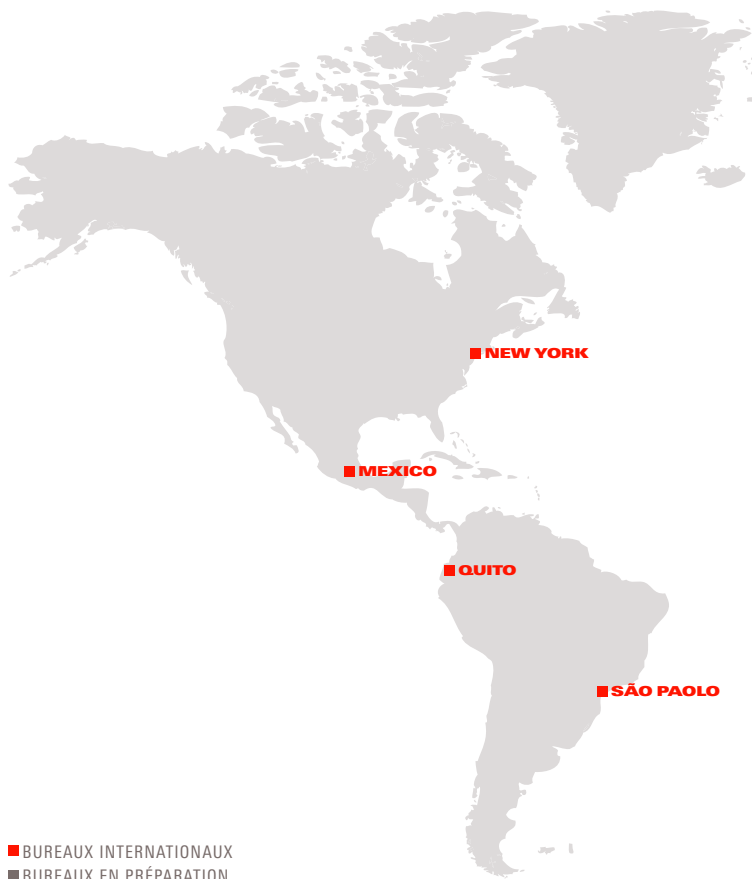 NEW YORK
MEXICO
QUITO
SÃO PAOLO
BUREAUX INTERNATIONAUX
BUREAUX EN PRÉPARATION